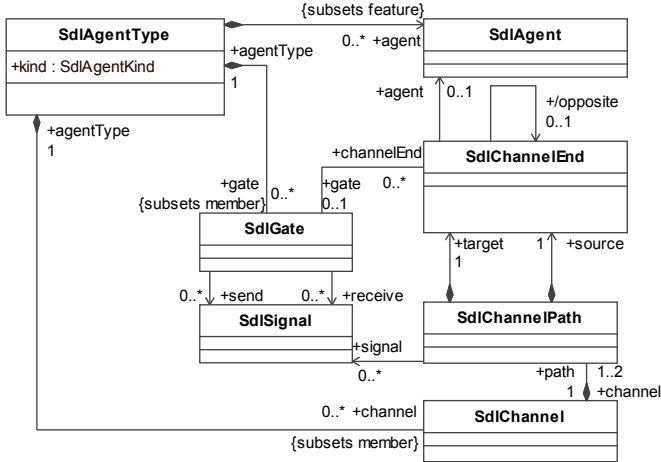 {subsets feature}
SdlAgentType
0..* +agent
SdlAgent
+kind : SdlAgentKind
+agentType
1
+agent
0..1
+/opposite
0..1
+agentType
1
+channelEnd
0..*
SdlChannelEnd
+gate
0..*
{subsets member}
+gate
0..1
SdlGate
+target
1
1
+source
0..*
+send
0..*
+receive
SdlSignal
SdlChannelPath
+signal
0..*
+path
1..2
1
+channel
0..* +channel
SdlChannel
{subsets member}